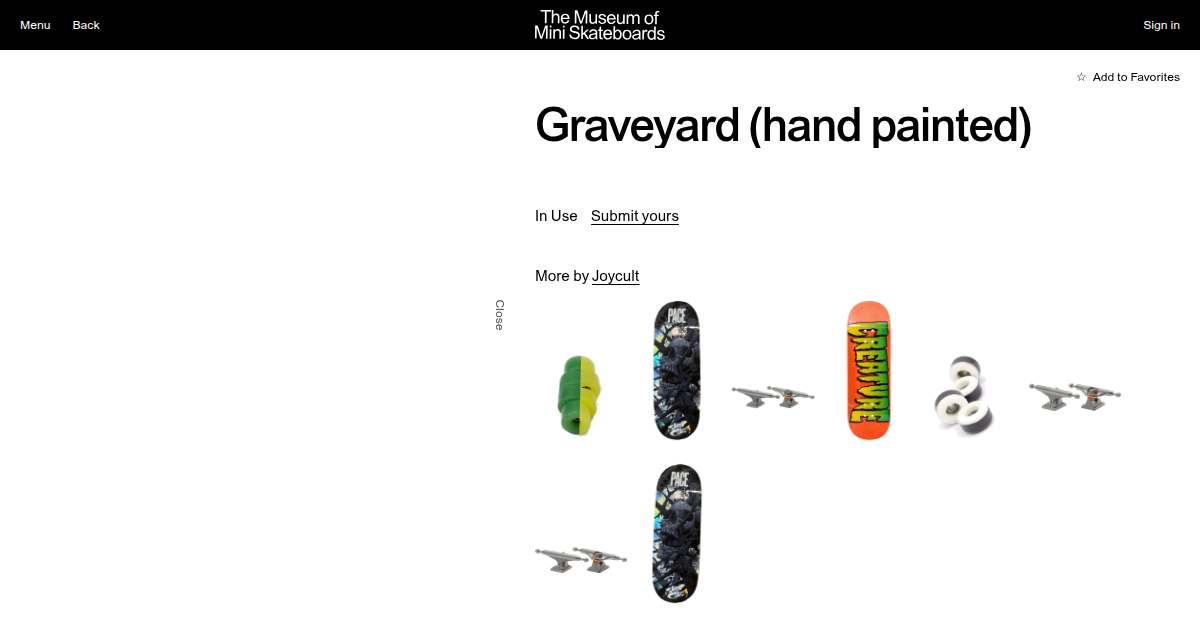 Menu
Back
The Museum of
Mini Skateboards
Sign in
☆ Add to Favorites
Graveyard (hand painted)
In Use
Submit yours
More by Joycult
Close
PACE
CREATURE
PACE